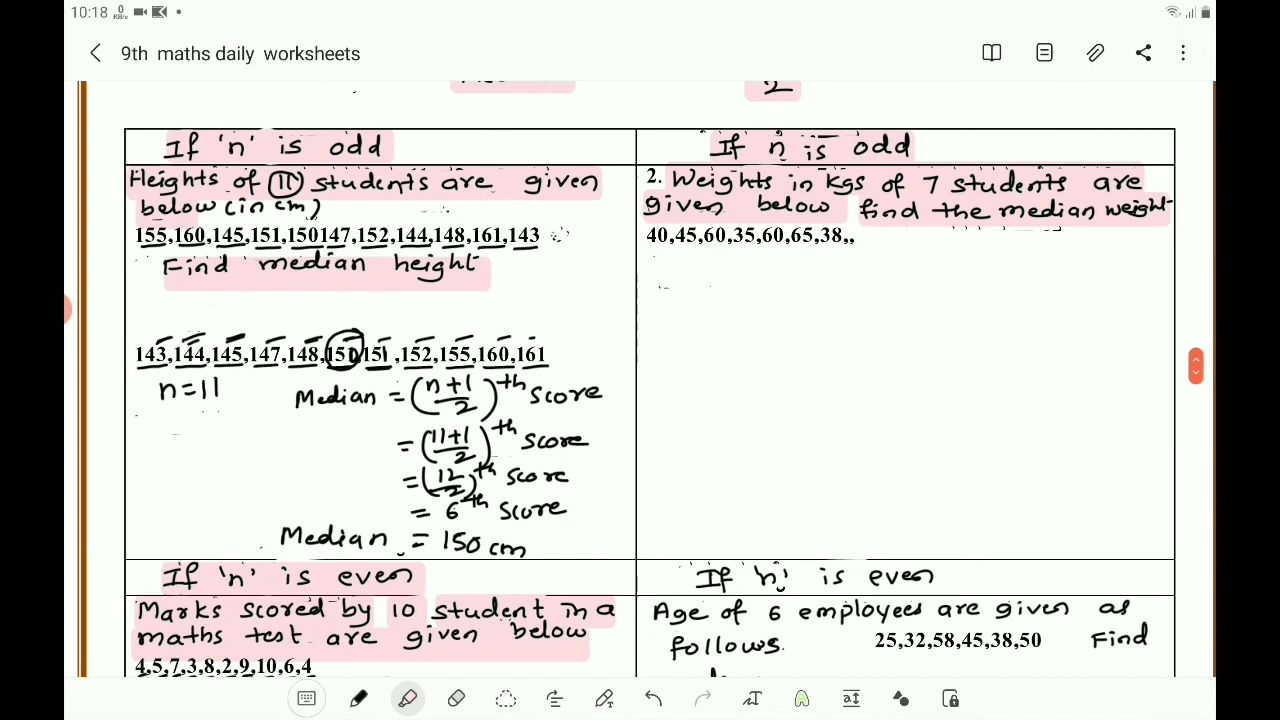 10:18 0 KB/s
9th maths daily worksheets
2
If 'n' is odd
Heights of 11 students are given
below (in cm)
155,160,145,151,150147,152,144,148,161,143
Find median height
143,144,145,147,148,150,151,152,155,160,161
n=11
Median = (n+1/2)th score
= (11+1/2)th score
= (12/2)th score
= 6th score
Median = 150 cm
If n is odd
2. Weights in kgs of 7 students are
given below find the median weight
40,45,60,35,60,65,38,,
If 'n' is even
Marks scored by 10 student in a
maths test are given below
4,5,7,3,8,2,9,10,6,4
If 'n' is even
Age of 6 employees are given as
follows. 25,32,58,45,38,50 Find